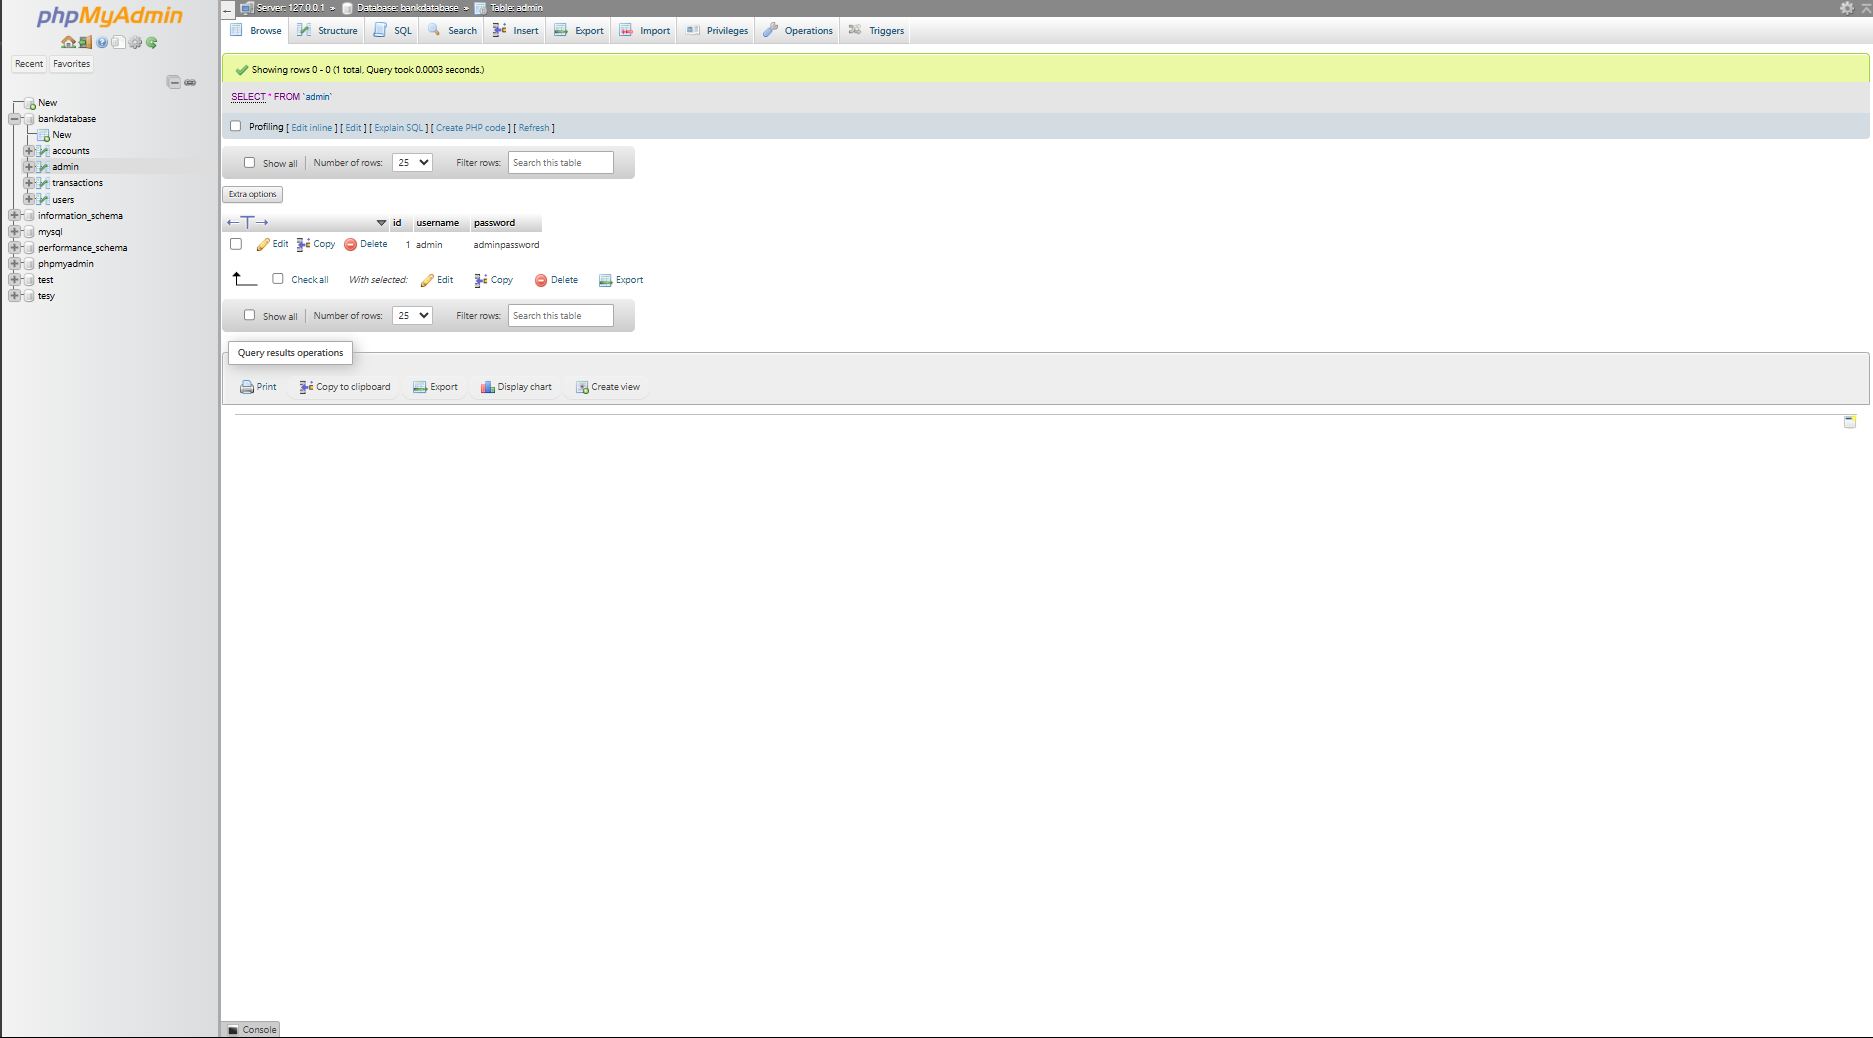 phpMyAdmin
Recent Favorites
New
bankdatabase
New
accounts
admin
transactions
users
information_schema
mysql
performance_schema
phpmyadmin
test
tesy
Server: 127.0.0.1 » Database: bankdatabase » Table: admin
Browse Structure SQL Search Insert Export Import Privileges Operations Triggers
Showing rows 0 - 0 (1 total, Query took 0.0003 seconds.)
SELECT * FROM `admin`
Profiling [ Edit inline ] [ Edit ] [ Explain SQL ] [ Create PHP code ] [ Refresh ]
Show all Number of rows: 25 Filter rows: Search this table
Extra options
←T→ id username password
Edit Copy Delete 1 admin adminpassword
Check all With selected: Edit Copy Delete Export
Show all Number of rows: 25 Filter rows: Search this table
Query results operations
Print Copy to clipboard Export Display chart Create view
Console